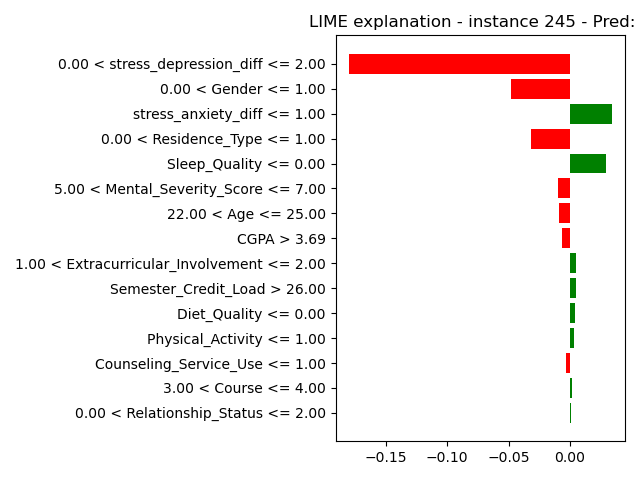 LIME explanation - instance 245 - Pred:
0.00 < stress_depression_diff <= 2.00
0.00 < Gender <= 1.00
stress_anxiety_diff <= 1.00
0.00 < Residence_Type <= 1.00
Sleep_Quality <= 0.00
5.00 < Mental_Severity_Score <= 7.00
22.00 < Age <= 25.00
CGPA > 3.69
1.00 < Extracurricular_Involvement <= 2.00
Semester_Credit_Load > 26.00
Diet_Quality <= 0.00
Physical_Activity <= 1.00
Counseling_Service_Use <= 1.00
3.00 < Course <= 4.00
0.00 < Relationship_Status <= 2.00
−0.15 −0.10 −0.05 0.00